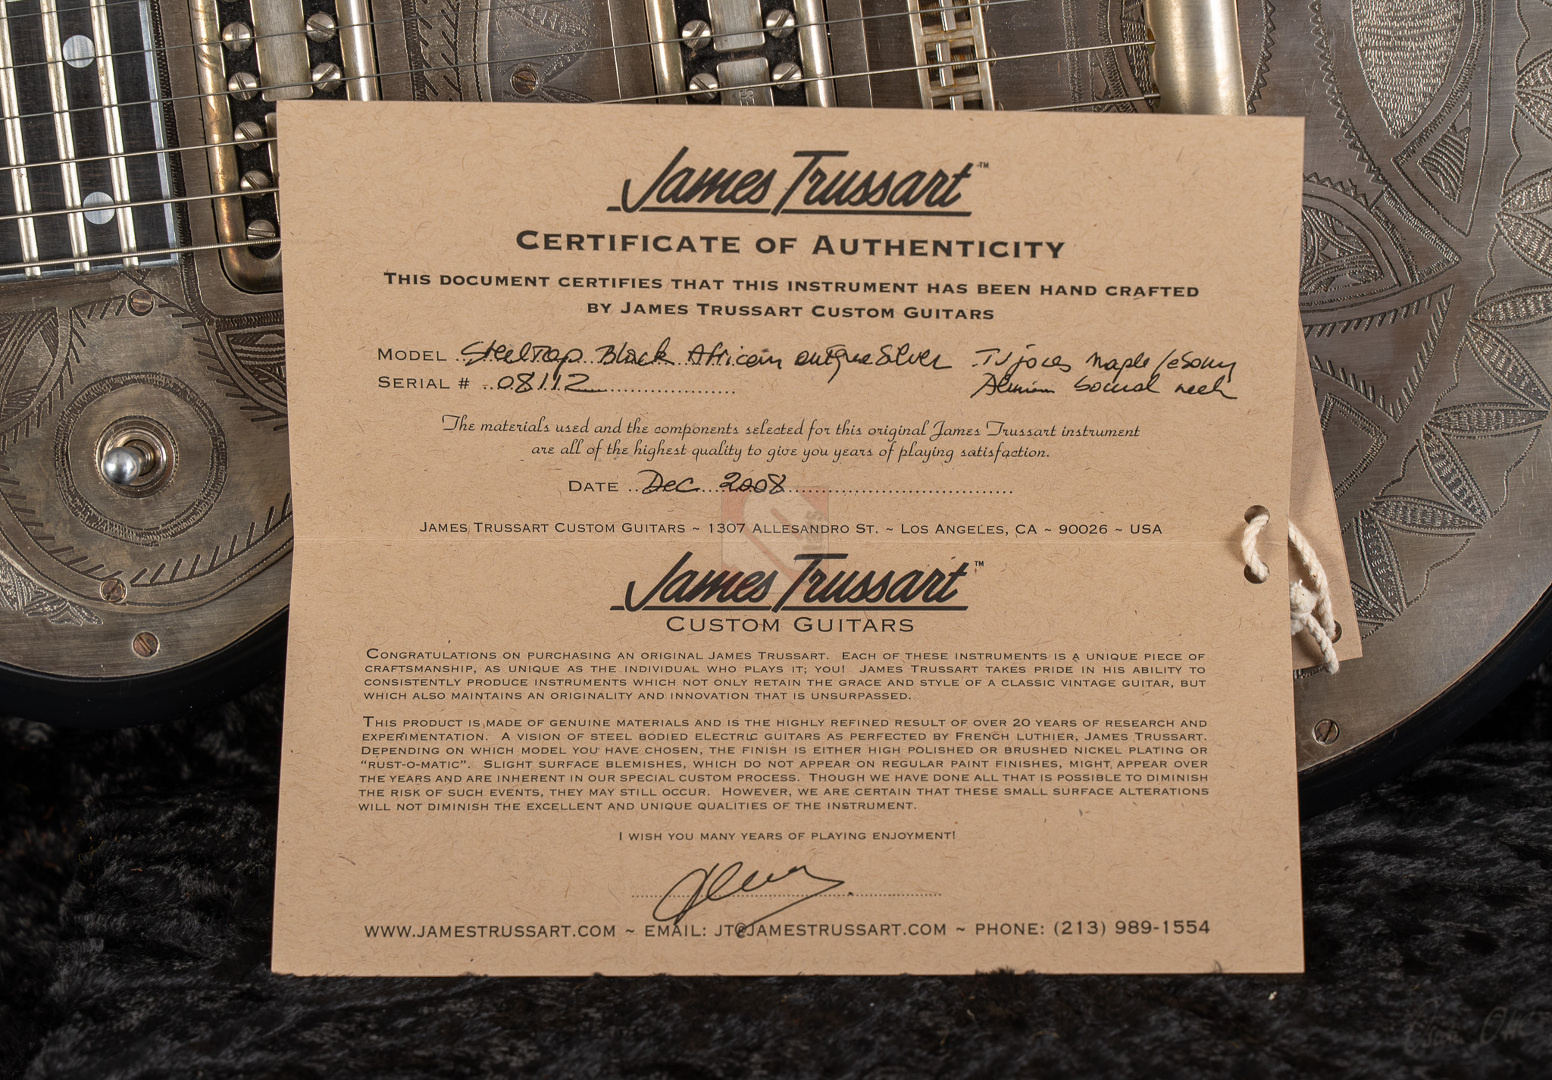 James Trussart™
CERTIFICATE OF AUTHENTICITY
THIS DOCUMENT CERTIFIES THAT THIS INSTRUMENT HAS BEEN HAND CRAFTED
BY JAMES TRUSSART CUSTOM GUITARS
MODEL SteelTop Black African antique Silver TJ jones maple/ebony
SERIAL # 08112 neck
The materials used and the components selected for this original James Trussart instrument
are all of the highest quality to give you years of playing satisfaction.
DATE Dec 2008
JAMES TRUSSART CUSTOM GUITARS ~ 1307 ALLESANDRO ST. ~ LOS ANGELES, CA ~ 90026 ~ USA
James Trussart™
CUSTOM GUITARS
CONGRATULATIONS ON PURCHASING AN ORIGINAL JAMES TRUSSART. EACH OF THESE INSTRUMENTS IS A UNIQUE PIECE OF
CRAFTSMANSHIP, AS UNIQUE AS THE INDIVIDUAL WHO PLAYS IT; YOU! JAMES TRUSSART TAKES PRIDE IN HIS ABILITY TO
CONSISTENTLY PRODUCE INSTRUMENTS WHICH NOT ONLY RETAIN THE GRACE AND STYLE OF A CLASSIC VINTAGE GUITAR, BUT
WHICH ALSO MAINTAINS AN ORIGINALITY AND INNOVATION THAT IS UNSURPASSED.
THIS PRODUCT IS MADE OF GENUINE MATERIALS AND IS THE HIGHLY REFINED RESULT OF OVER 20 YEARS OF RESEARCH AND
EXPERIMENTATION. A VISION OF STEEL BODIED ELECTRIC GUITARS AS PERFECTED BY FRENCH LUTHIER, JAMES TRUSSART.
DEPENDING ON WHICH MODEL YOU HAVE CHOSEN, THE FINISH IS EITHER HIGH POLISHED OR BRUSHED NICKEL PLATING OR
"RUST-O-MATIC". SLIGHT SURFACE BLEMISHES, WHICH DO NOT APPEAR ON REGULAR PAINT FINISHES, MIGHT APPEAR OVER
THE YEARS AND ARE INHERENT IN OUR SPECIAL CUSTOM PROCESS. THOUGH WE HAVE DONE ALL THAT IS POSSIBLE TO DIMINISH
THE RISK OF SUCH EVENTS, THEY MAY STILL OCCUR. HOWEVER, WE ARE CERTAIN THAT THESE SMALL SURFACE ALTERATIONS
WILL NOT DIMINISH THE EXCELLENT AND UNIQUE QUALITIES OF THE INSTRUMENT.
I WISH YOU MANY YEARS OF PLAYING ENJOYMENT!
WWW.JAMESTRUSSART.COM ~ EMAIL: JT@JAMESTRUSSART.COM ~ PHONE: (213) 989-1554